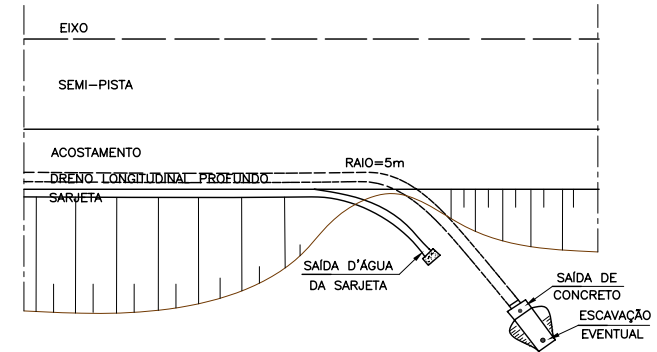 EIXO
SEMI-PISTA
ACOSTAMENTO
RAIO=5m
DRENO LONGITUDINAL PROFUNDO
SARJETA
SAÍDA D'ÁGUA
DA SARJETA
SAÍDA DE
CONCRETO
ESCAVAÇÃO
EVENTUAL